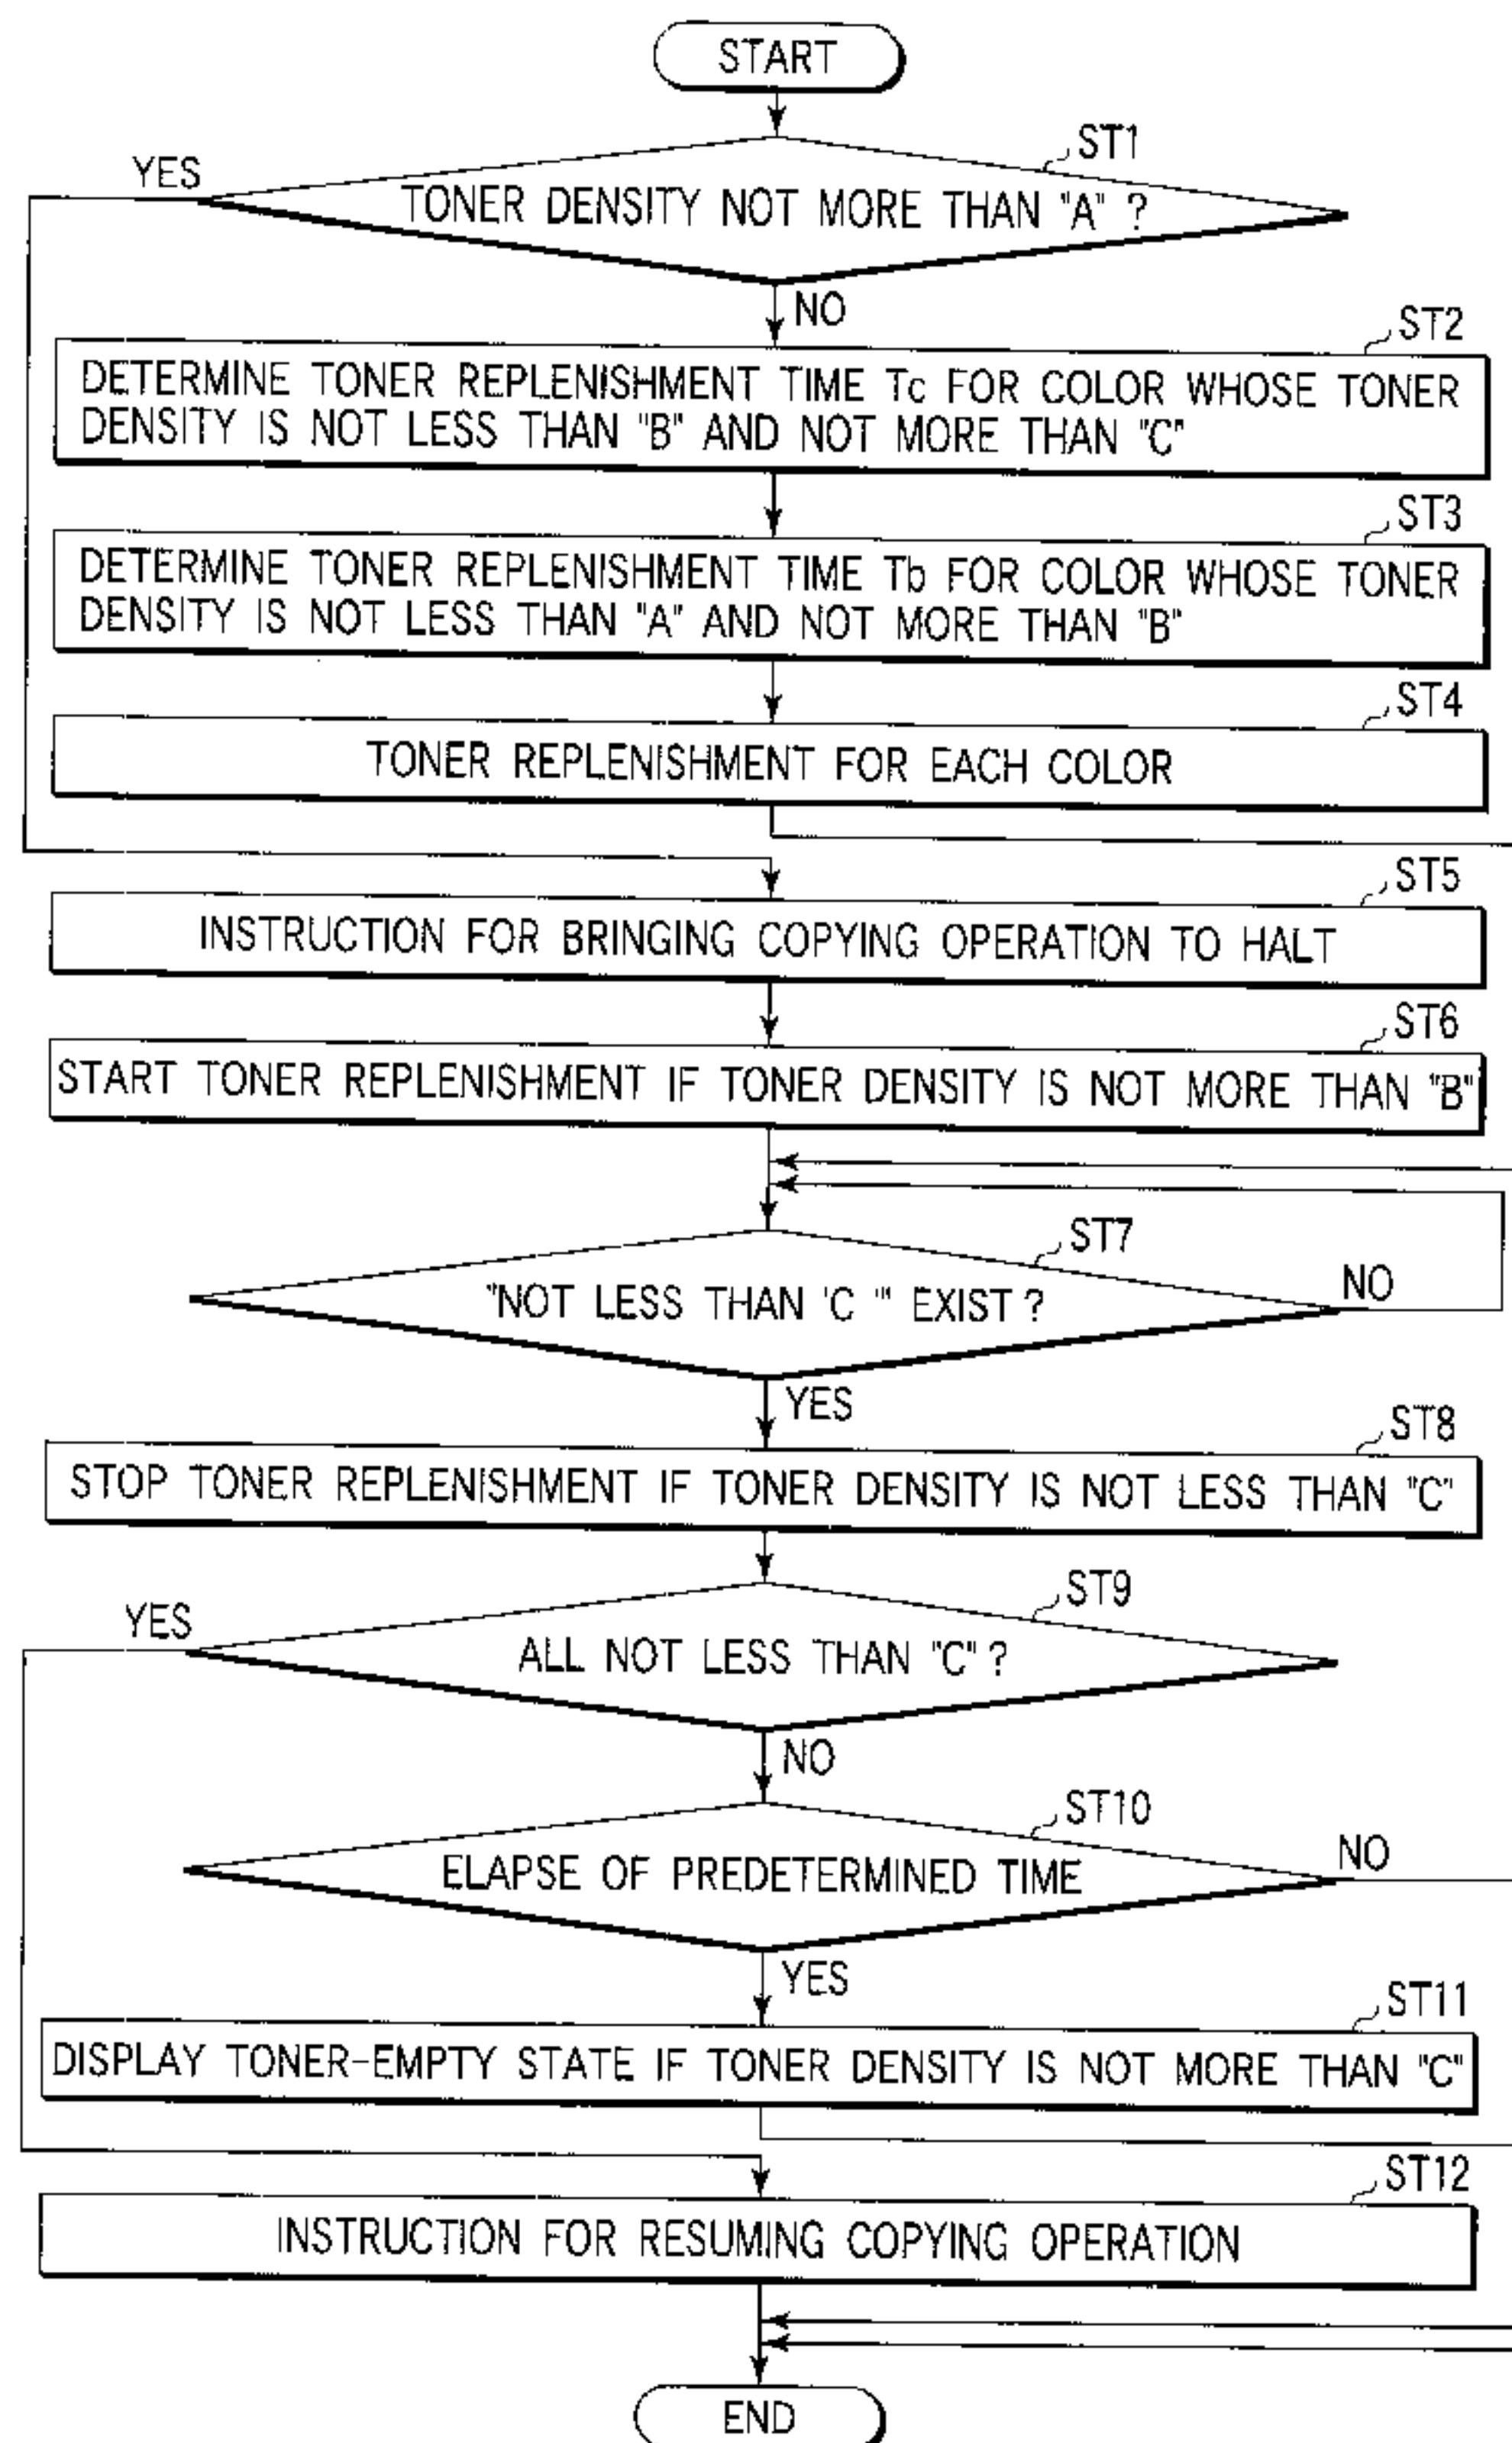 START
ST1
YES
TONER DENSITY NOT MORE THAN "A" ?
NO
ST2
DETERMINE TONER REPLENISHMENT TIME Tc FOR COLOR WHOSE TONER
DENSITY IS NOT LESS THAN "B" AND NOT MORE THAN "C"
ST3
DETERMINE TONER REPLENISHMENT TIME Tb FOR COLOR WHOSE TONER
DENSITY IS NOT LESS THAN "A" AND NOT MORE THAN "B"
ST4
TONER REPLENISHMENT FOR EACH COLOR
ST5
INSTRUCTION FOR BRINGING COPYING OPERATION TO HALT
ST6
START TONER REPLENISHMENT IF TONER DENSITY IS NOT MORE THAN "B"
ST7
"NOT LESS THAN 'C '" EXIST ?
NO
YES
ST8
STOP TONER REPLENISHMENT IF TONER DENSITY IS NOT LESS THAN "C"
ST9
YES
ALL NOT LESS THAN "C" ?
NO
ST10
ELAPSE OF PREDETERMINED TIME
NO
YES
ST11
DISPLAY TONER-EMPTY STATE IF TONER DENSITY IS NOT MORE THAN "C"
ST12
INSTRUCTION FOR RESUMING COPYING OPERATION
END